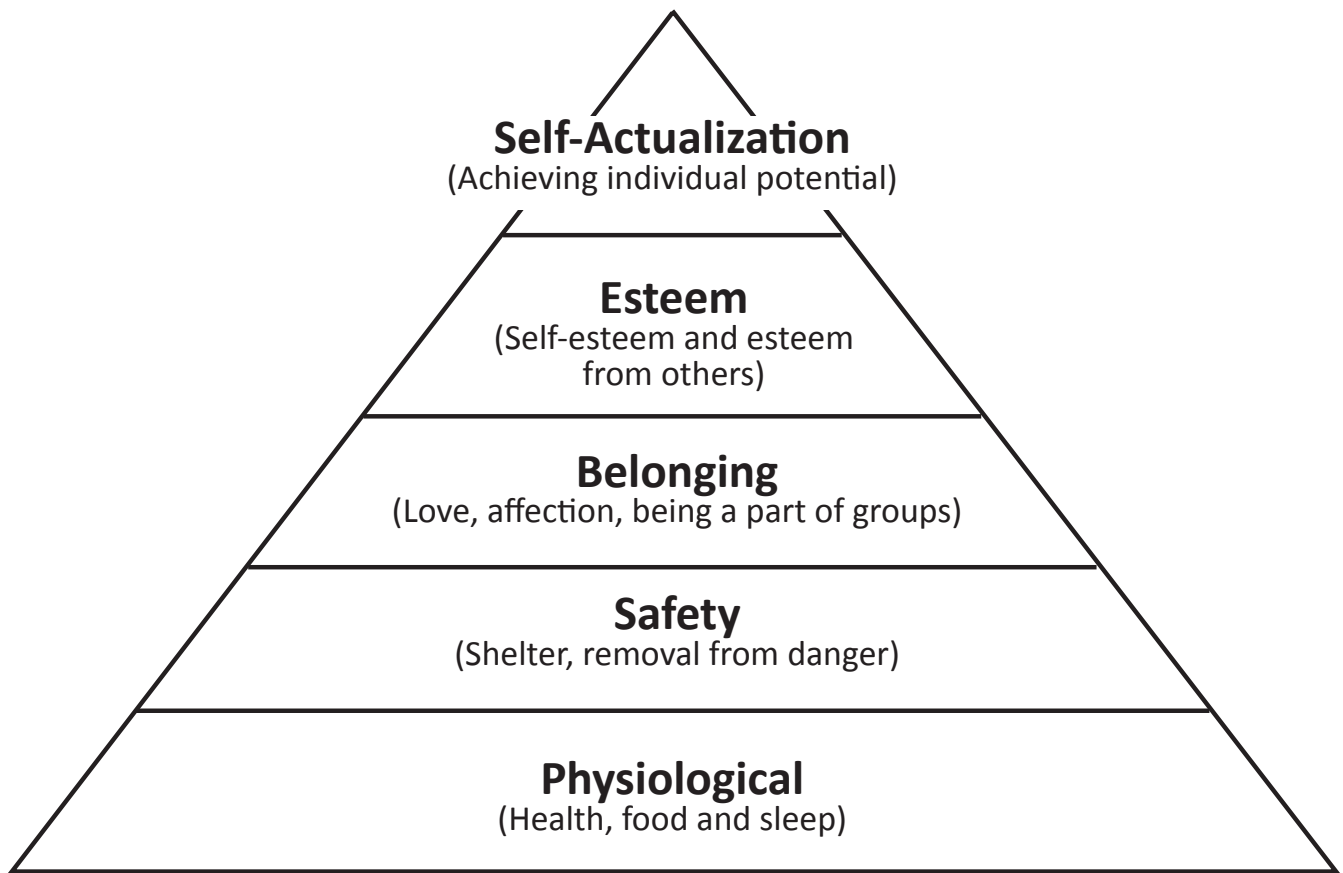 Self-Actualization
(Achieving individual potential)
Esteem
(Self-esteem and esteem
from others)
Belonging
(Love, affection, being a part of groups)
Safety
(Shelter, removal from danger)
Physiological
(Health, food and sleep)